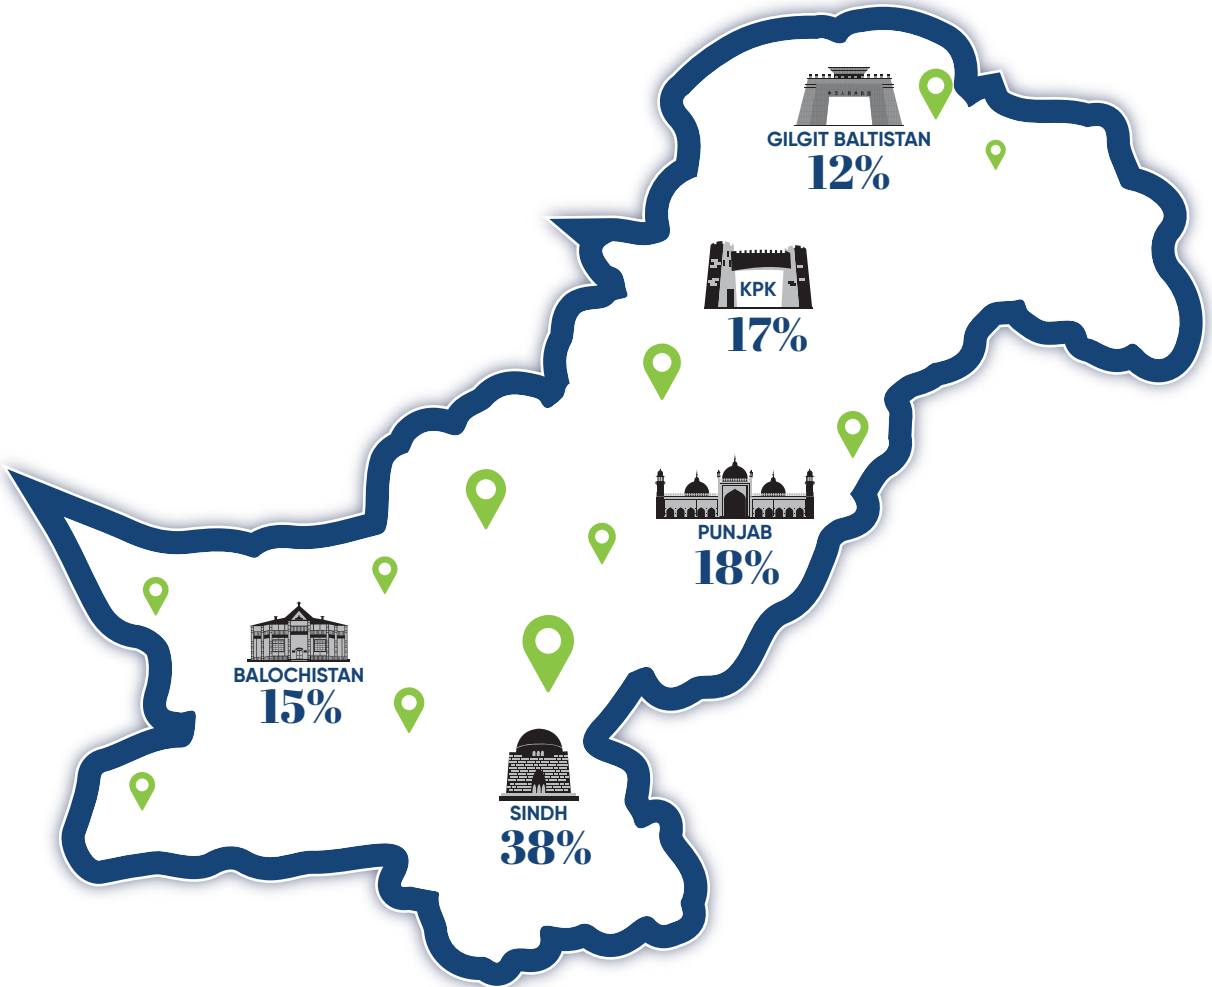 GILGIT BALTISTAN
12%
KPK
17%
PUNJAB
18%
BALOCHISTAN
15%
SINDH
38%